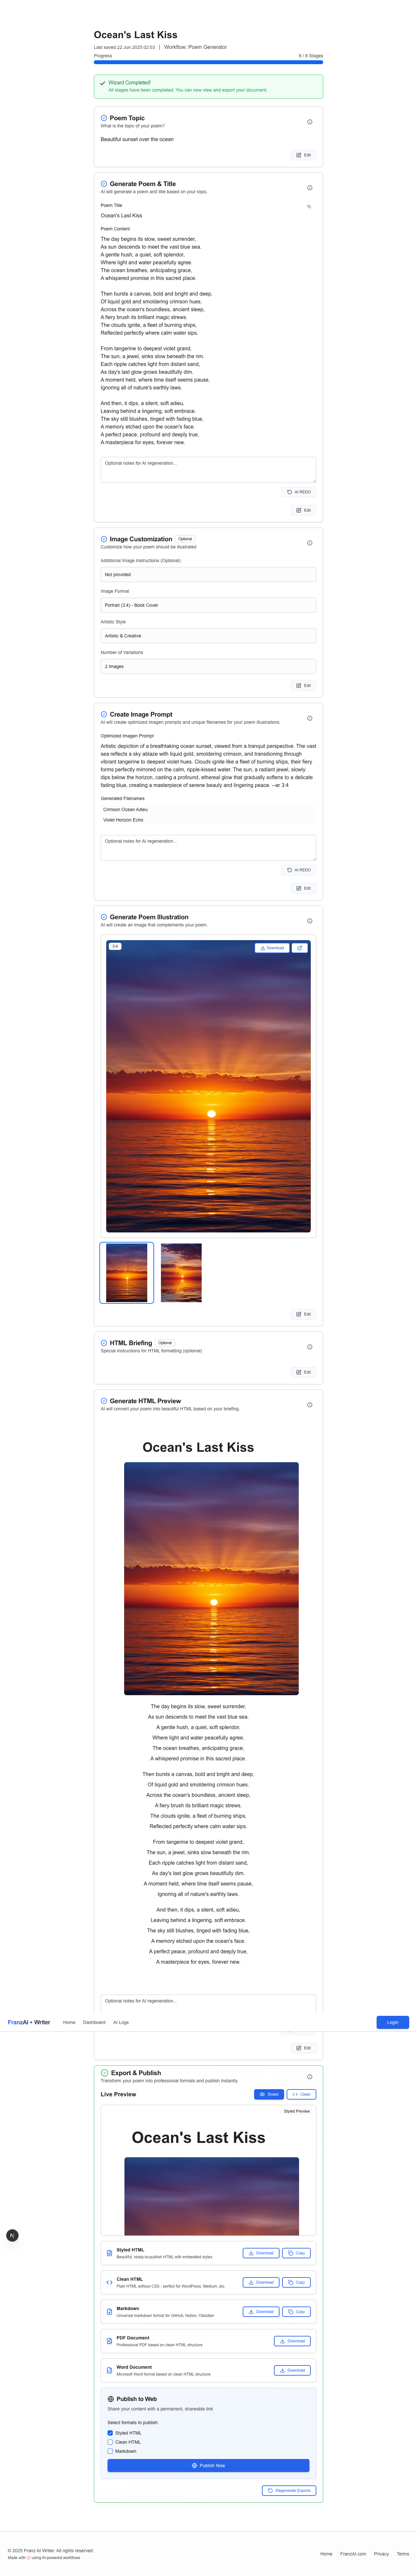 Ocean's Last Kiss
Last saved 22 Jun 2025 02:03 | Workflow: Poem Generator
Progress
8 / 8 Stages
Wizard Completed!
All stages have been completed. You can now view and export your document.
Poem Topic
What is the topic of your poem?
Beautiful sunset over the ocean
Edit
Generate Poem & Title
AI will generate a poem and title based on your topic.
Poem Title
Ocean's Last Kiss
Poem Content
The day begins its slow, sweet surrender,
As sun descends to meet the vast blue sea.
A gentle hush, a quiet, soft splendor,
Where light and water peacefully agree.
The ocean breathes, anticipating grace,
A whispered promise in this sacred place.
Then bursts a canvas, bold and bright and deep,
Of liquid gold and smoldering crimson hues.
Across the ocean's boundless, ancient sleep,
A fiery brush its brilliant magic strews.
The clouds ignite, a fleet of burning ships,
Reflected perfectly where calm water sips.
From tangerine to deepest violet grand,
The sun, a jewel, sinks slow beneath the rim.
Each ripple catches light from distant sand,
As day's last glow grows beautifully dim.
A moment held, where time itself seems pause,
Ignoring all of nature's earthly laws.
And then, it dips, a silent, soft adieu,
Leaving behind a lingering, soft embrace.
The sky still blushes, tinged with fading blue,
A memory etched upon the ocean's face.
A perfect peace, profound and deeply true,
A masterpiece for eyes, forever new.
Optional notes for AI regeneration...
AI REDO
Edit
Image Customization
Optional
Customize how your poem should be illustrated
Additional Image Instructions (Optional)
Not provided
Image Format
Portrait (3:4) - Book Cover
Artistic Style
Artistic & Creative
Number of Variations
2 Images
Edit
Create Image Prompt
AI will create optimized Imagen prompts and unique filenames for your poem illustrations.
Optimized Imagen Prompt
Artistic depiction of a breathtaking ocean sunset, viewed from a tranquil perspective. The vast
sea reflects a sky ablaze with liquid gold, smoldering crimson, and transitioning through
vibrant tangerine to deepest violet hues. Clouds ignite like a fleet of burning ships, their fiery
forms perfectly mirrored on the calm, ripple-kissed water. The sun, a radiant jewel, slowly
dips below the horizon, casting a profound, ethereal glow that gradually softens to a delicate
fading blue, creating a masterpiece of serene beauty and lingering peace. --ar 3:4
Generated Filenames
Crimson Ocean Adieu
Violet Horizon Echo
Optional notes for AI regeneration...
AI REDO
Edit
Generate Poem Illustration
AI will create an image that complements your poem.
3:4
Download
Edit
HTML Briefing
Optional
Special instructions for HTML formatting (optional)
Edit
Generate HTML Preview
AI will convert your poem into beautiful HTML based on your briefing.
Ocean's Last Kiss
The day begins its slow, sweet surrender,
As sun descends to meet the vast blue sea.
A gentle hush, a quiet, soft splendor,
Where light and water peacefully agree.
The ocean breathes, anticipating grace,
A whispered promise in this sacred place.
Then bursts a canvas, bold and bright and deep,
Of liquid gold and smoldering crimson hues.
Across the ocean's boundless, ancient sleep,
A fiery brush its brilliant magic strews.
The clouds ignite, a fleet of burning ships,
Reflected perfectly where calm water sips.
From tangerine to deepest violet grand,
The sun, a jewel, sinks slow beneath the rim.
Each ripple catches light from distant sand,
As day's last glow grows beautifully dim.
A moment held, where time itself seems pause,
Ignoring all of nature's earthly laws.
And then, it dips, a silent, soft adieu,
Leaving behind a lingering, soft embrace.
The sky still blushes, tinged with fading blue,
A memory etched upon the ocean's face.
A perfect peace, profound and deeply true,
A masterpiece for eyes, forever new.
Optional notes for AI regeneration...
FranzAI • Writer
Home
Dashboard
AI Logs
Login
Edit
Export & Publish
Transform your poem into professional formats and publish instantly
Live Preview
Styled
Clean
Styled Preview
Ocean's Last Kiss
Styled HTML
Beautiful, ready-to-publish HTML with embedded styles
Download
Copy
Clean HTML
Plain HTML without CSS - perfect for WordPress, Medium, etc.
Download
Copy
Markdown
Universal markdown format for GitHub, Notion, Obsidian
Download
Copy
N
PDF Document
Professional PDF based on clean HTML structure
Download
Word Document
Microsoft Word format based on clean HTML structure
Download
Publish to Web
Share your content with a permanent, shareable link
Select formats to publish:
Styled HTML
Clean HTML
Markdown
Publish Now
Regenerate Exports
© 2025 Franz AI Writer. All rights reserved.
Made with using AI-powered workflows
Home
FranzAI.com
Privacy
Terms